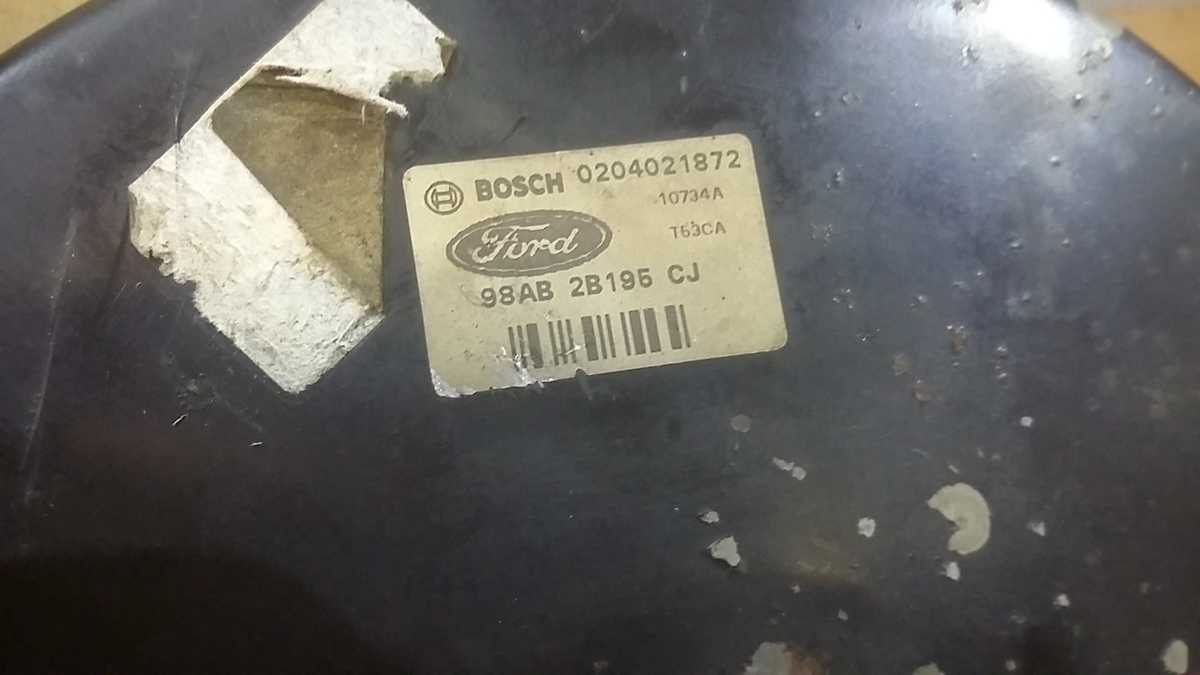 BOSCH 0204021872
10734A
Ford
T53CA
98AB 2B195 CJ